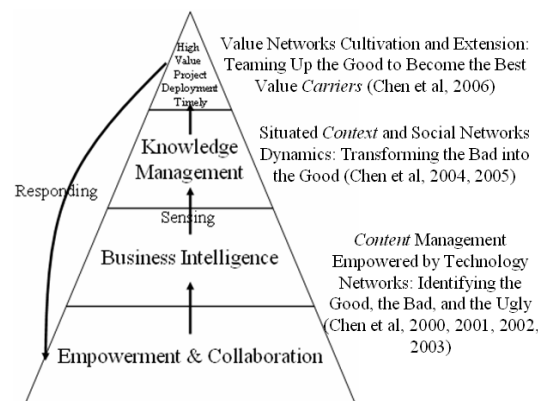 High
Value
Project
Deployment
Timely
Value Networks Cultivation and Extension:
Teaming Up the Good to Become the Best
Value Carriers (Chen et al, 2006)
Knowledge
Management
Situated Context and Social Networks
Dynamics: Transforming the Bad into
the Good (Chen et al, 2004, 2005)
Responding
Sensing
Business Intelligence
Content Management
Empowered by Technology
Networks: Identifying the
Good, the Bad, and the Ugly
(Chen et al, 2000, 2001, 2002,
2003)
Empowerment & Collaboration